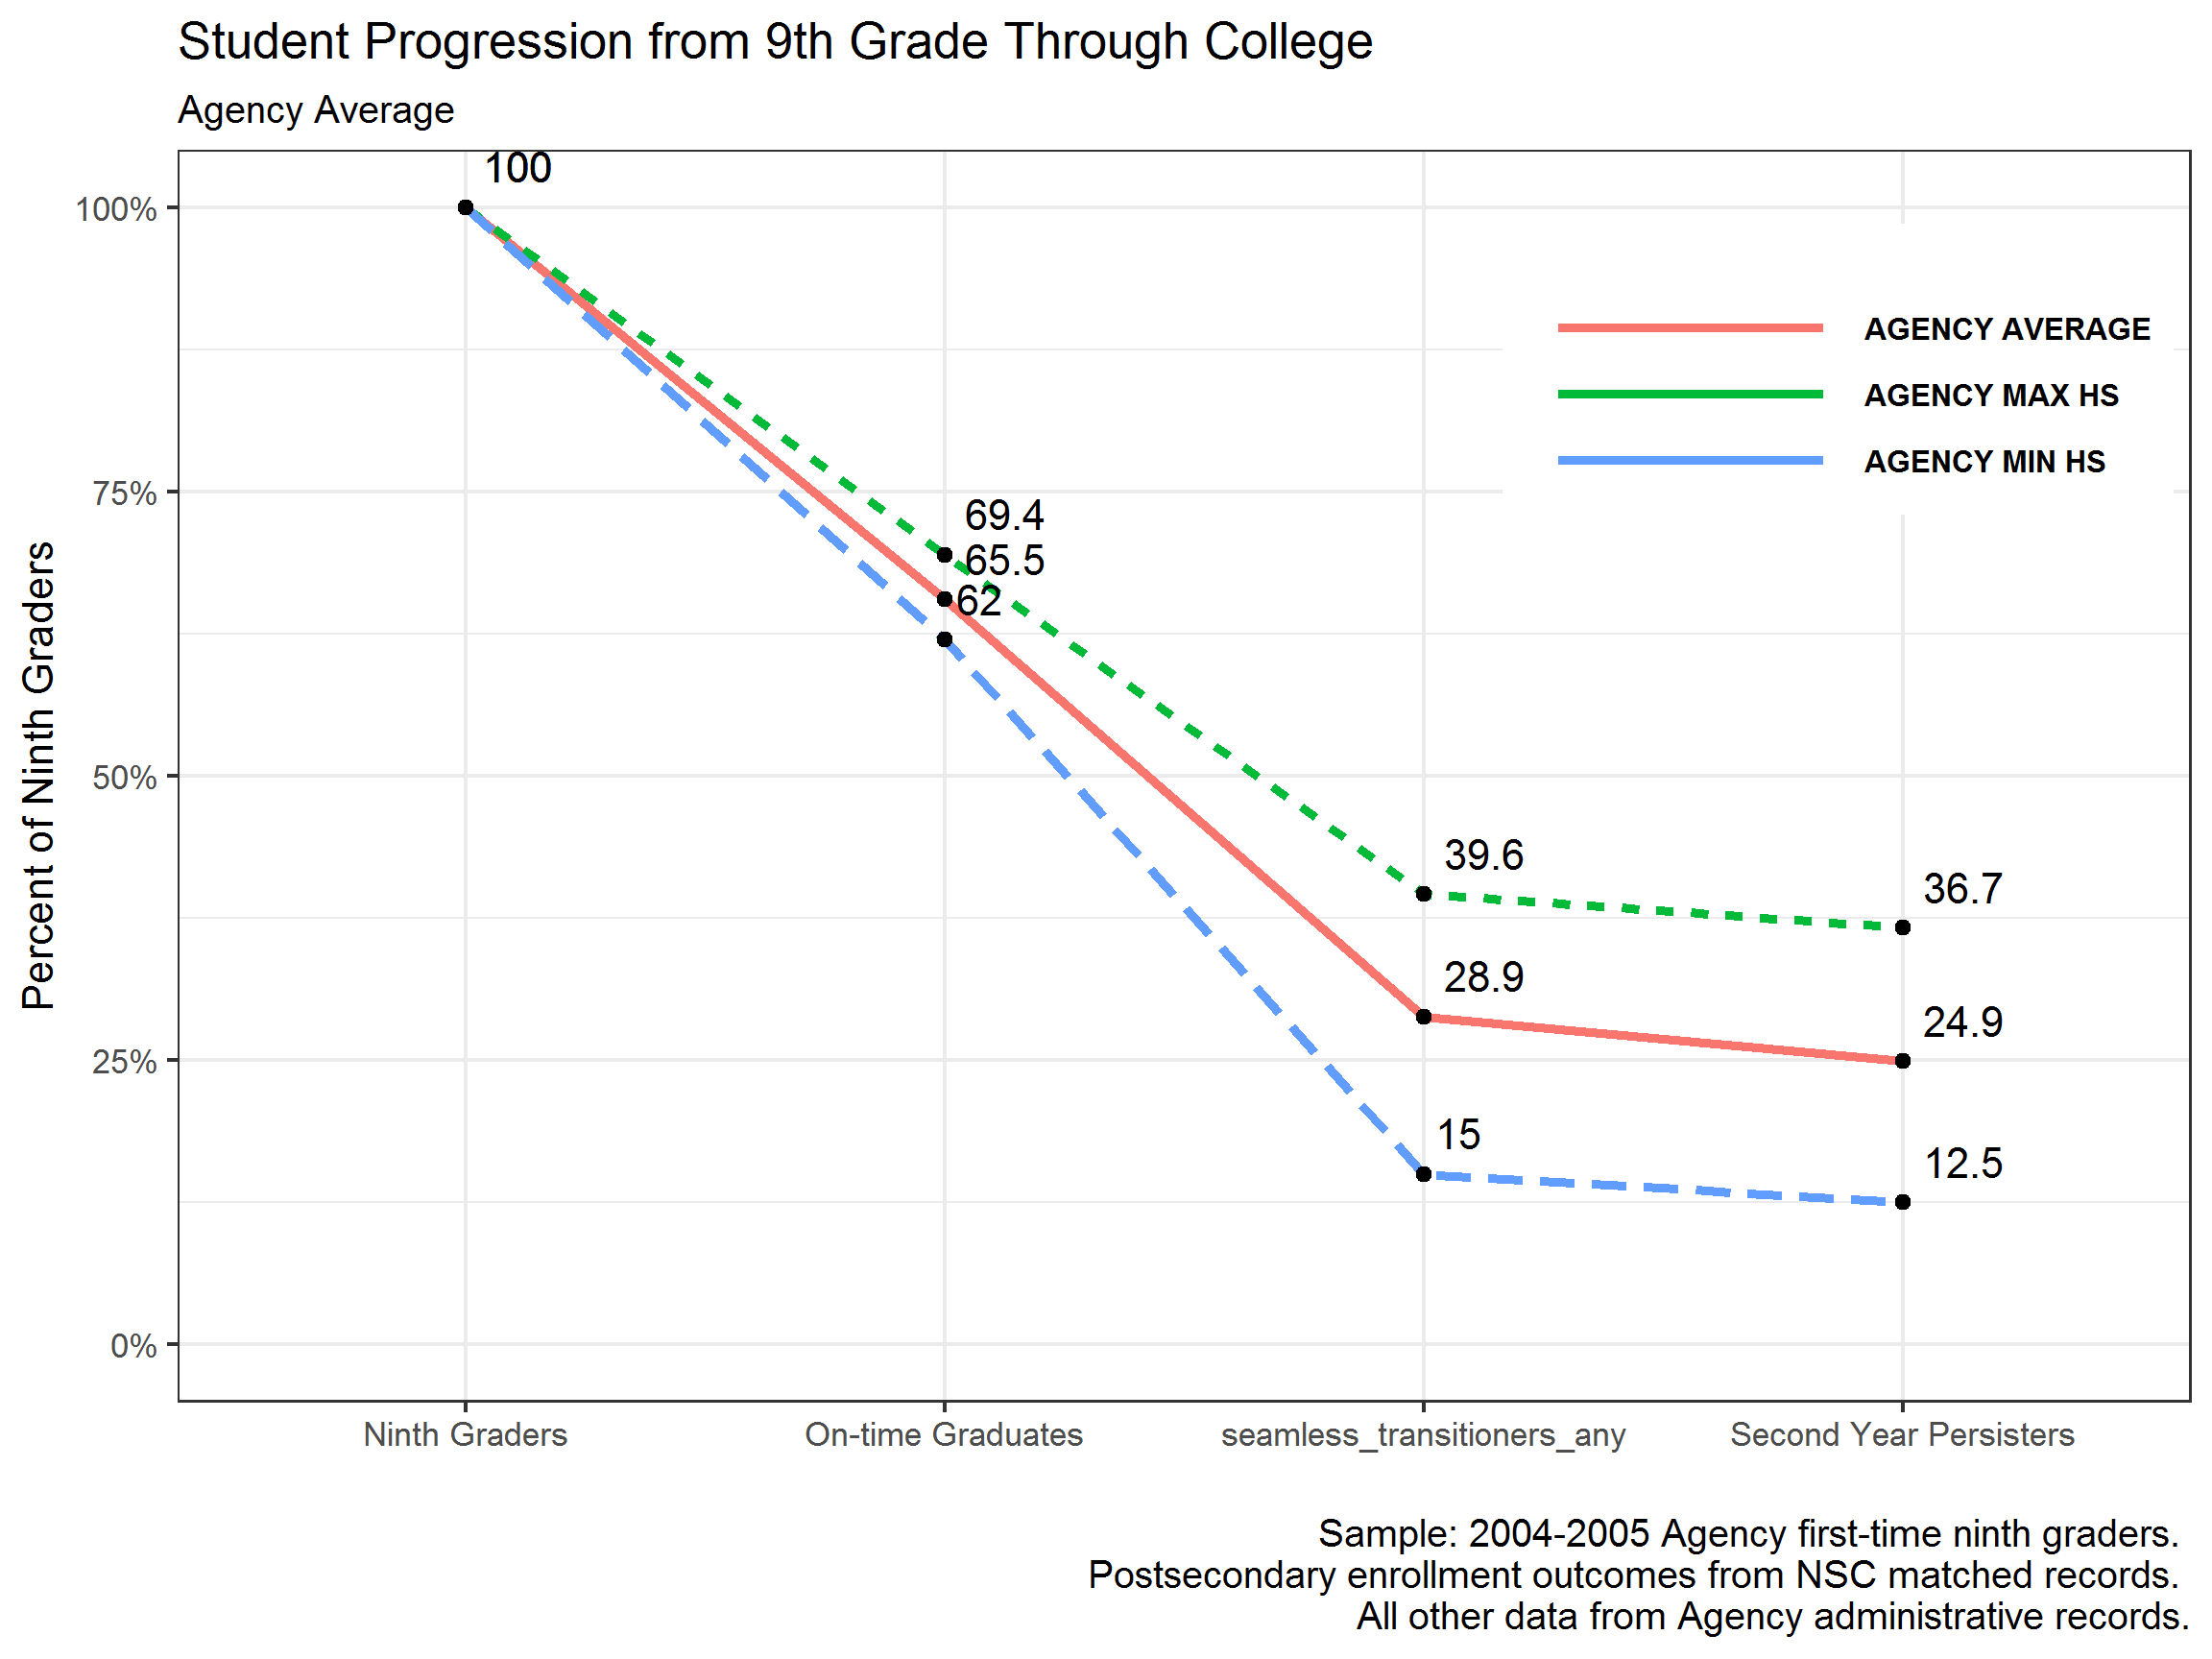 Student Progression from 9th Grade Through College
Agency Average
100
100%
AGENCY AVERAGE
AGENCY MAX HS
AGENCY MIN HS
75%
69.4
65.5
62
Percent of Ninth Graders
50%
39.6
36.7
28.9
24.9
25%
15
12.5
0%
Ninth Graders On-time Graduates seamless_transitioners_any Second Year Persisters
Sample: 2004-2005 Agency first-time ninth graders.
Postsecondary enrollment outcomes from NSC matched records.
All other data from Agency administrative records.